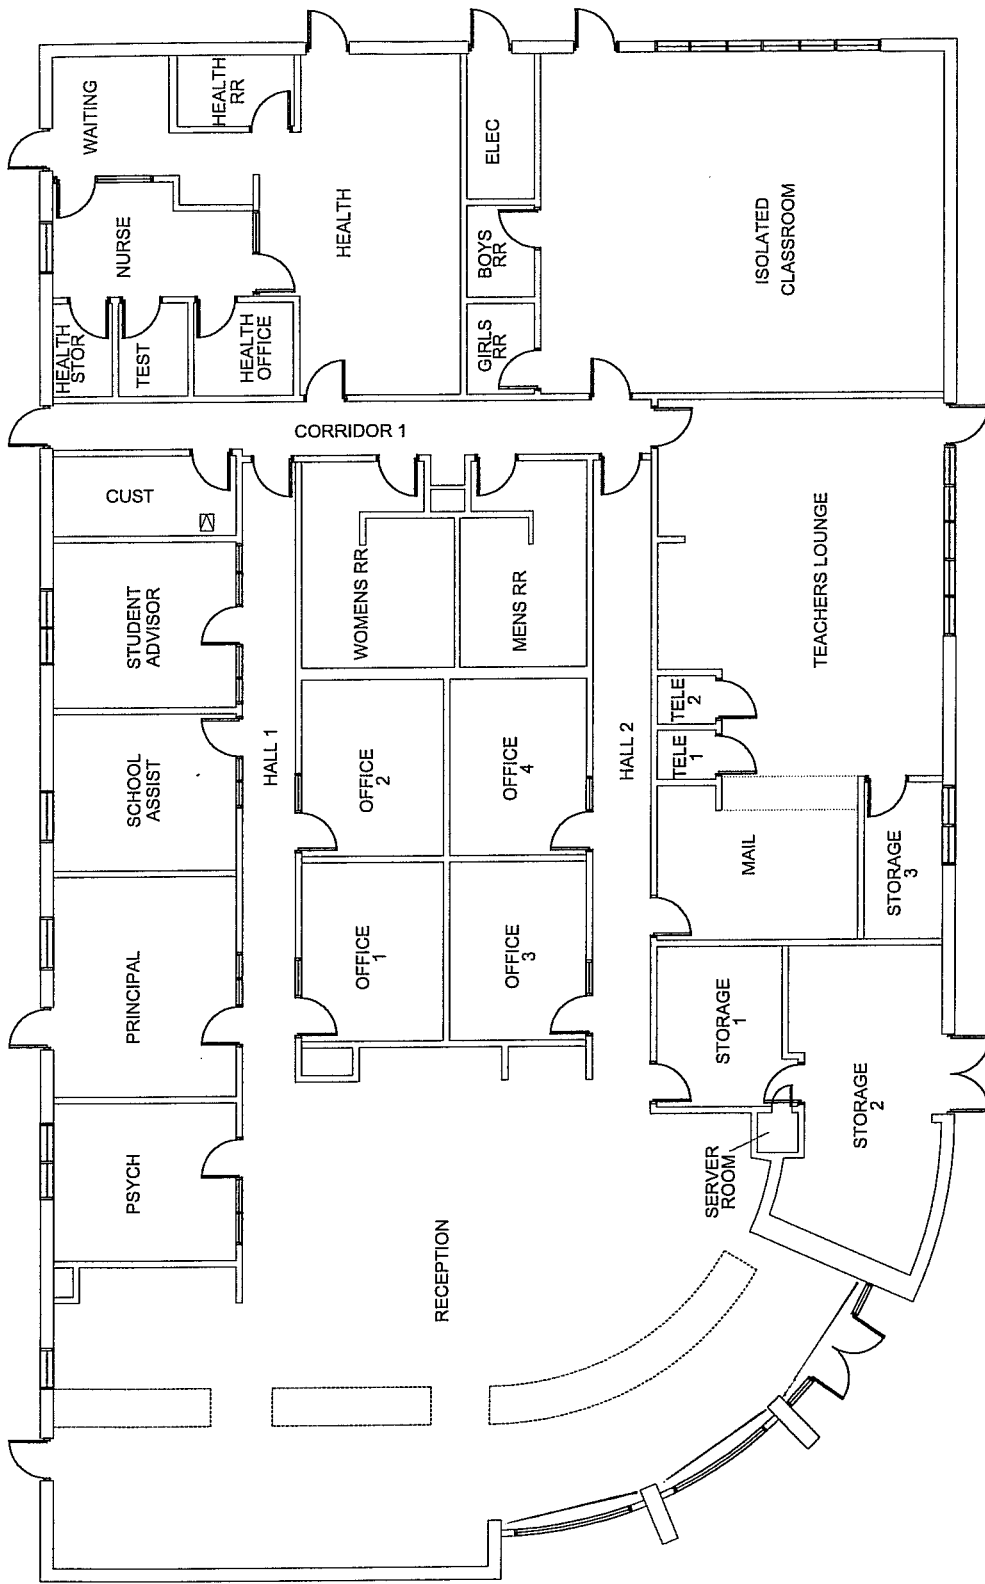 WAITING
HEALTH
RR
NURSE
HEALTH
STOR
TEST
HEALTH
OFFICE
HEALTH
ELEC
BOYS
RR
GIRLS
RR
ISOLATED
CLASSROOM
CORRIDOR 1
CUST
STUDENT
ADVISOR
SCHOOL
ASSIST
PRINCIPAL
PSYCH
HALL 1
WOMENS RR
MENS RR
OFFICE
2
OFFICE
4
OFFICE
1
OFFICE
3
HALL 2
TEACHERS LOUNGE
TELE
2
TELE
1
MAIL
STORAGE
3
STORAGE
1
STORAGE
2
SERVER
ROOM
RECEPTION